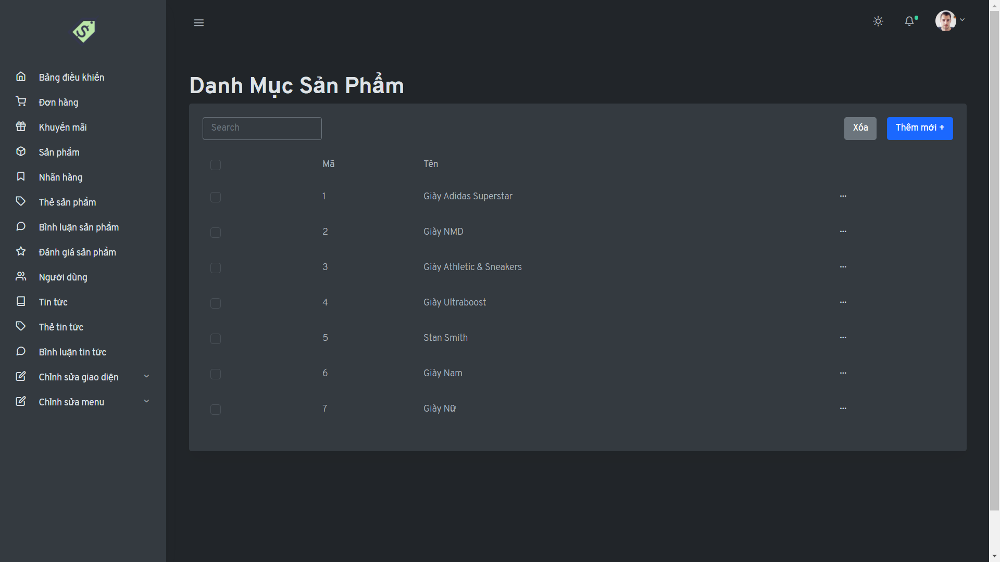 Bảng điều khiến
Đơn hàng
Khuyến mãi
Sản phẩm
Nhãn hàng
Thẻ sản phẩm
Bình luận sản phẩm
Đánh giá sản phẩm
Người dùng
Tin tức
Thẻ tin tức
Bình luận tin tức
Chỉnh sửa giao diện
Chỉnh sửa menu
Danh Mục Sản Phẩm
Search
Xóa
Thêm mới +
Mã Tên
1 Giày Adidas Superstar ...
2 Giày NMD ...
3 Giày Athletic & Sneakers ...
4 Giày Ultraboost ...
5 Stan Smith ...
6 Giày Nam ...
7 Giày Nữ ...